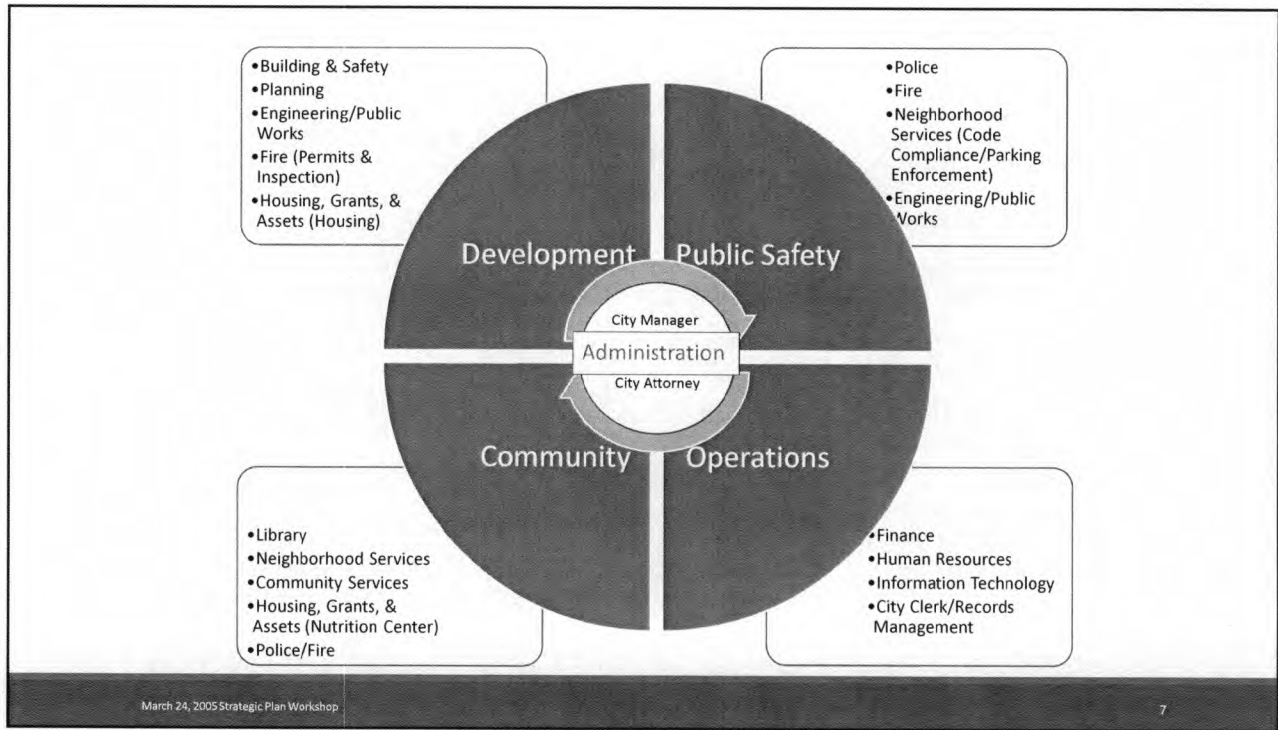 •Building & Safety
•Planning
•Engineering/Public
Works
•Fire (Permits &
Inspection)
•Housing, Grants, &
Assets (Housing)
•Police
•Fire
•Neighborhood
Services (Code
Compliance/Parking
Enforcement)
•Engineering/Public
Works
Development
Public Safety
City Manager
Administration
City Attorney
Community
Operations
•Library
•Neighborhood Services
•Community Services
•Housing, Grants, &
Assets (Nutrition Center)
•Police/Fire
•Finance
•Human Resources
•Information Technology
•City Clerk/Records
Management
March 24, 2005 Strategic Plan Workshop
7